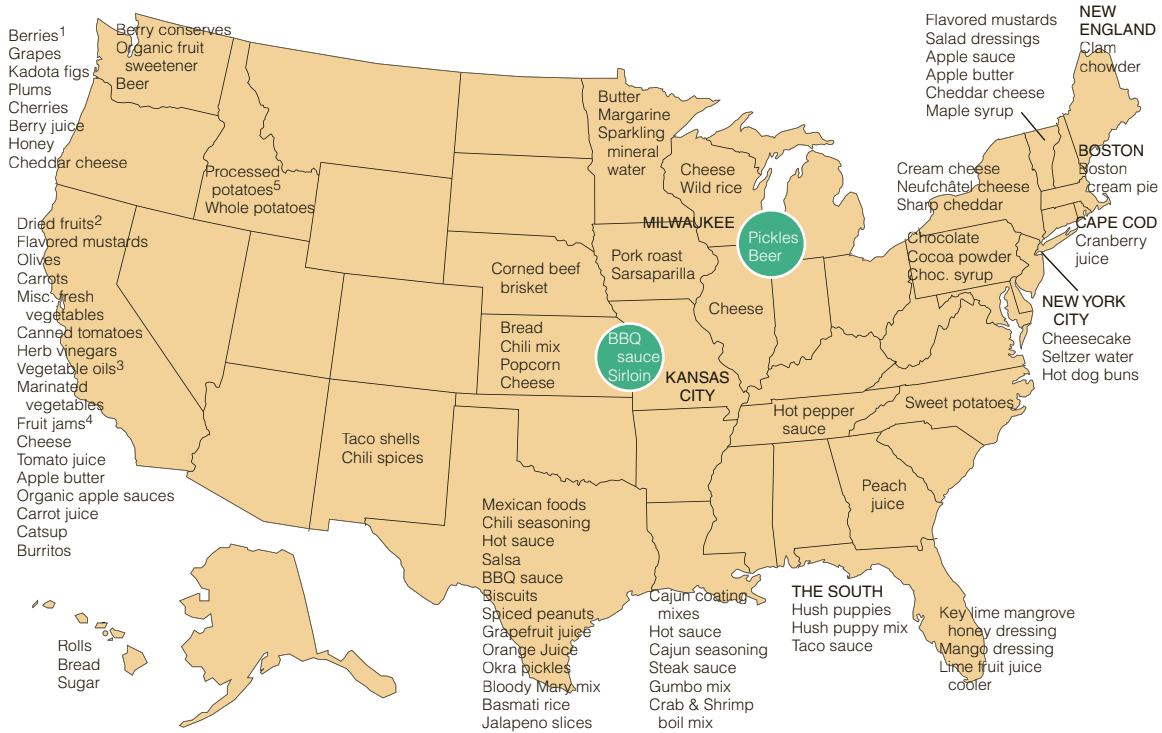 Berries1
Grapes
Kadota figs
Plums
Cherries
Berry juice
Honey
Cheddar cheese
Berry conserves
Organic fruit
sweetener
Beer
Processed
potatoes5
Whole potatoes
Dried fruits2
Flavored mustards
Olives
Carrots
Misc. fresh
vegetables
Canned tomatoes
Herb vinegars
Vegetable oils3
Marinated
vegetables
Fruit jams4
Cheese
Tomato juice
Apple butter
Organic apple sauces
Carrot juice
Catsup
Burritos
Rolls
Bread
Sugar
Taco shells
Chili spices
Corned beef
brisket
Bread
Chili mix
Popcorn
Cheese
Butter
Margarine
Sparkling
mineral
water
Cheese
Wild rice
MILWAUKEE
Pickles
Beer
Pork roast
Sarsaparilla
Cheese
BBQ
sauce
Sirloin
KANSAS
CITY
Mexican foods
Chili seasoning
Hot sauce
Salsa
BBQ sauce
Biscuits
Spiced peanuts
Grapefruit juice
Orange Juice
Okra pickles
Bloody Mary mix
Basmati rice
Jalapeno slices
Cajun coating
mixes
Hot sauce
Cajun seasoning
Steak sauce
Gumbo mix
Crab & Shrimp
boil mix
THE SOUTH
Hush puppies
Hush puppy mix
Taco sauce
Key lime mangrove
honey dressing
Mango dressing
Lime fruit juice
cooler
Peach
juice
Hot pepper
sauce
Sweet potatoes
Flavored mustards
Salad dressings
Apple sauce
Apple butter
Cheddar cheese
Maple syrup
NEW
ENGLAND
Clam
chowder
BOSTON
Boston
cream pie
Cream cheese
Neufchâtel cheese
Sharp cheddar
CAPE COD
Cranberry
juice
Chocolate
Cocoa powder
Choc. syrup
NEW YORK
CITY
Cheesecake
Seltzer water
Hot dog buns